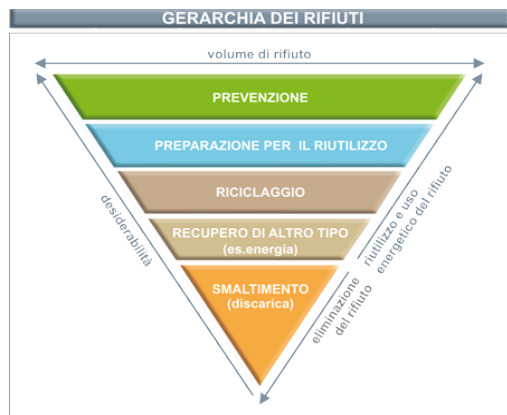 GERARCHIA DEI RIFIUTI
volume di rifiuto
PREVENZIONE
PREPARAZIONE PER IL RIUTILIZZO
RICICLAGGIO
RECUPERO DI ALTRO TIPO
(es.energia)
SMALTIMENTO
(discarica)
desiderabilità
riutilizzo e uso
energetico del rifiuto
eliminazione
del rifiuto